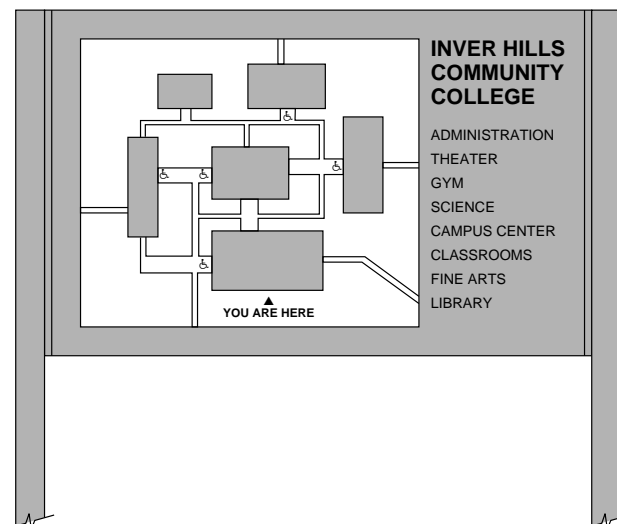 INVER HILLS
COMMUNITY
COLLEGE
ADMINISTRATION
THEATER
GYM
SCIENCE
CAMPUS CENTER
CLASSROOMS
FINE ARTS
LIBRARY
YOU ARE HERE